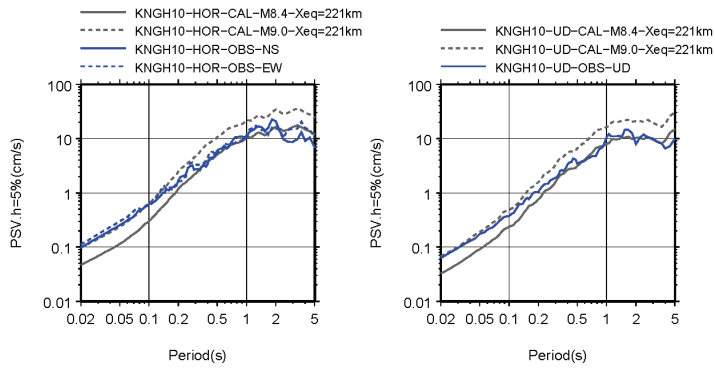 KNGH10-HOR-CAL-M8.4-Xeq=221km
KNGH10-HOR-CAL-M9.0-Xeq=221km
KNGH10-HOR-OBS-NS
KNGH10-HOR-OBS-EW
100
10
1
0.1
0.01
PSV.h=5%(cm/s)
0.02 0.05 0.1 0.2 0.5 1 2 5
Period(s)
KNGH10-UD-CAL-M8.4-Xeq=221km
KNGH10-UD-CAL-M9.0-Xeq=221km
KNGH10-UD-OBS-UD
100
10
1
0.1
0.01
PSV.h=5%(cm/s)
0.02 0.05 0.1 0.2 0.5 1 2 5
Period(s)